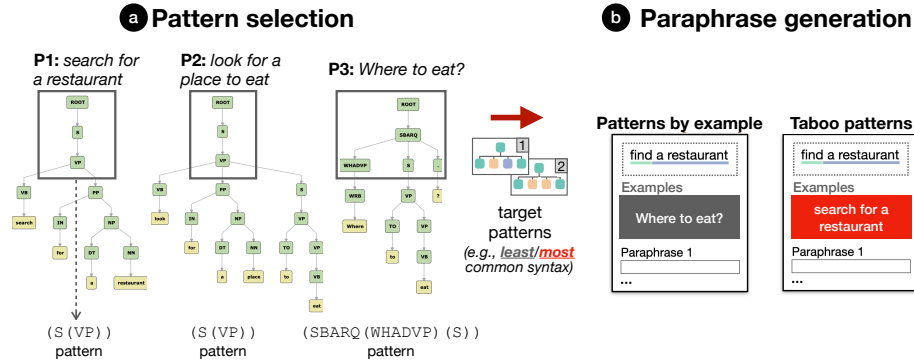 a Pattern selection
P1: search for
a restaurant
P2: look for a
place to eat
P3: Where to eat?
ROOT
S
VP
VB
PP
search
IN
NP
for
DT
NN
a
restaurant
(S(VP))
pattern
ROOT
S
VP
VB
PP
S
look
IN
NP
VP
for
DT
NN
TO
VP
a
place
to
VB
eat
(S(VP))
pattern
ROOT
SBARQ
WHADVP
S
.
WRB
VP
?
Where
TO
VP
to
VB
eat
(SBARQ(WHADVP)(S))
pattern
1
2
target
patterns
(e.g., least/most
common syntax)
b Paraphrase generation
Patterns by example
find a restaurant
Examples
Where to eat?
Paraphrase 1
...
Taboo patterns
find a restaurant
Examples
search for a
restaurant
Paraphrase 1
...